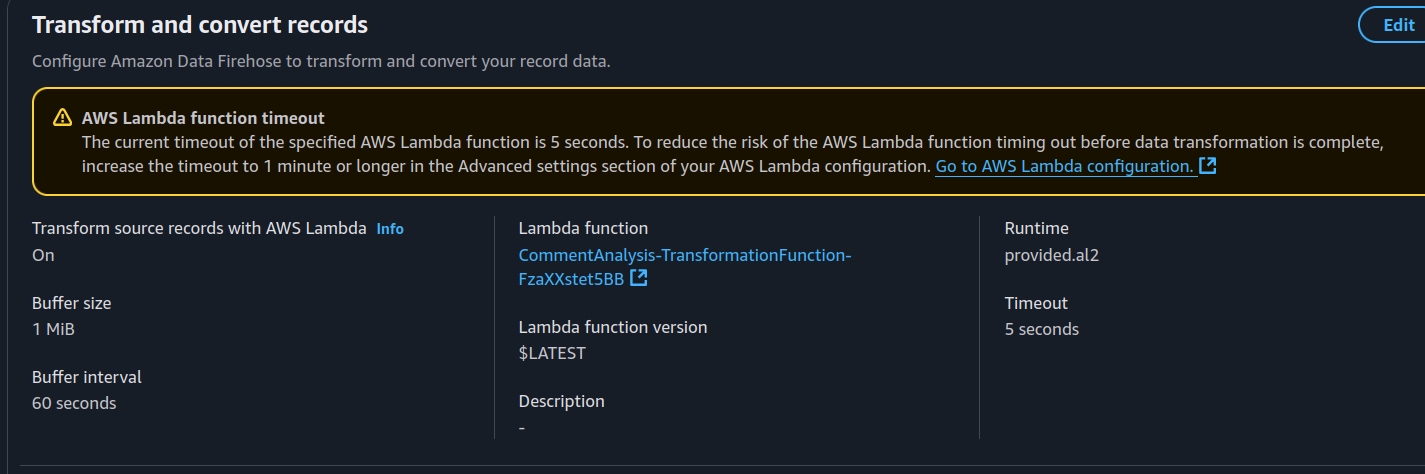 Transform and convert records
Edit
Configure Amazon Data Firehose to transform and convert your record data.
AWS Lambda function timeout
The current timeout of the specified AWS Lambda function is 5 seconds. To reduce the risk of the AWS Lambda function timing out before data transformation is complete,
increase the timeout to 1 minute or longer in the Advanced settings section of your AWS Lambda configuration. Go to AWS Lambda configuration.
Transform source records with AWS Lambda Info
On
Buffer size
1 MiB
Buffer interval
60 seconds
Lambda function
CommentAnalysis-TransformationFunction-
FzaXXstet5BB
Lambda function version
$LATEST
Description
-
Runtime
provided.al2
Timeout
5 seconds